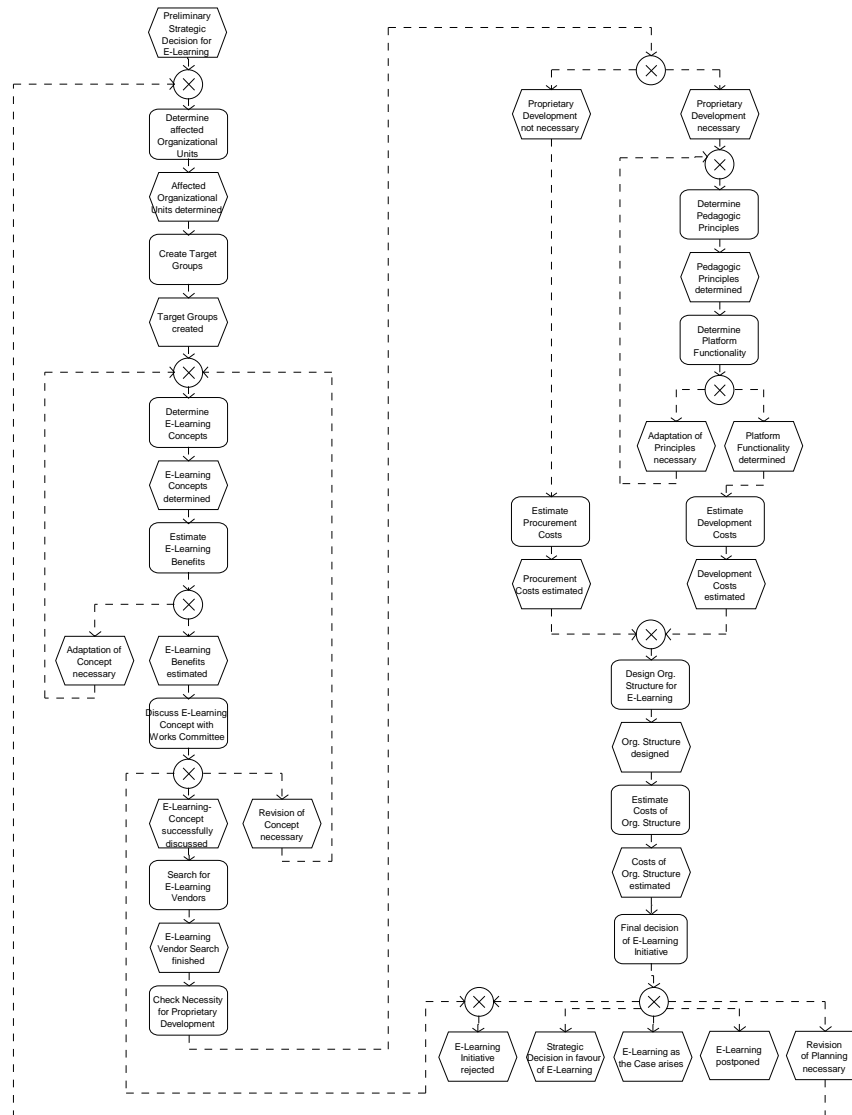 Preliminary
Strategic
Decision for
E-Learning
Determine
affected
Organizational
Units
Affected
Organizational
Units determined
Create Target
Groups
Target Groups
created
Determine
E-Learning
Concepts
E-Learning
Concepts
determined
Estimate
E-Learning
Benefits
Adaptation of
Concept
necessary
E-Learning
Benefits
estimated
Discuss E-Learning
Concept with
Works Committee
E-Learning-
Concept
successfully
discussed
Revision of
Concept
necessary
Search for
E-Learning
Vendors
E-Learning
Vendor Search
finished
Check Necessity
for Proprietary
Development
Proprietary
Development
not necessary
Proprietary
Development
necessary
Determine
Pedagogic
Principles
Pedagogic
Principles
determined
Determine
Platform
Functionality
Adaptation of
Principles
necessary
Platform
Functionality
determined
Estimate
Procurement
Costs
Estimate
Development
Costs
Procurement
Costs estimated
Development
Costs
estimated
Design Org.
Structure for
E-Learning
Org. Structure
designed
Estimate
Costs of
Org. Structure
Costs of
Org. Structure
estimated
Final decision
of E-Learning
Initiative
E-Learning
Initiative
rejected
Strategic
Decision in favour
of E-Learning
E-Learning as
the Case arises
E-Learning
postponed
Revision
of Planning
necessary